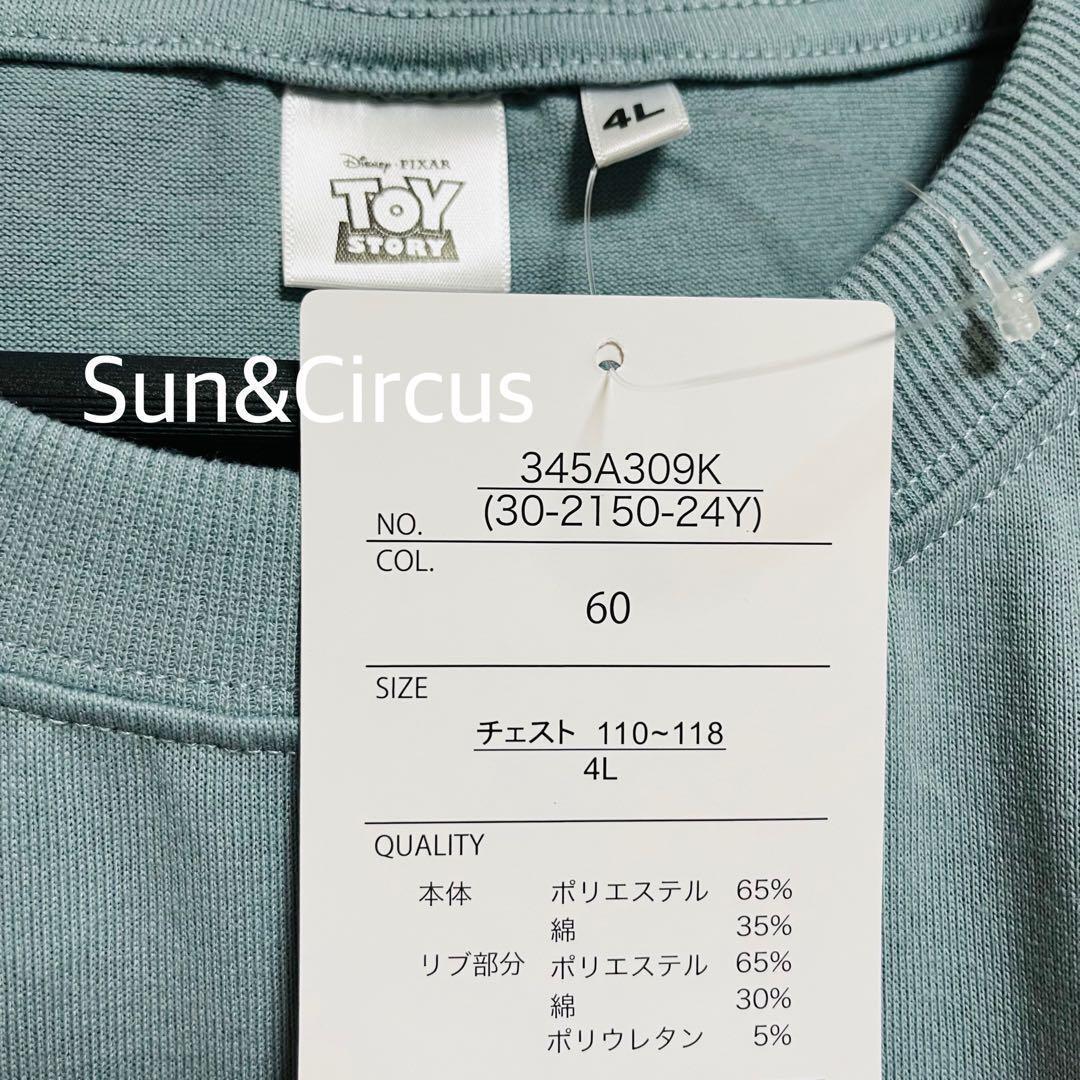 Disney · PIXAR
TOY
STORY
4L
Sun&Circus
345A309K
NO. (30-2150-24Y)
COL.
60
SIZE
チェスト 110~118
4L
QUALITY
本体 ポリエステル 65%
綿 35%
リブ部分 ポリエステル 65%
綿 30%
ポリウレタン 5%